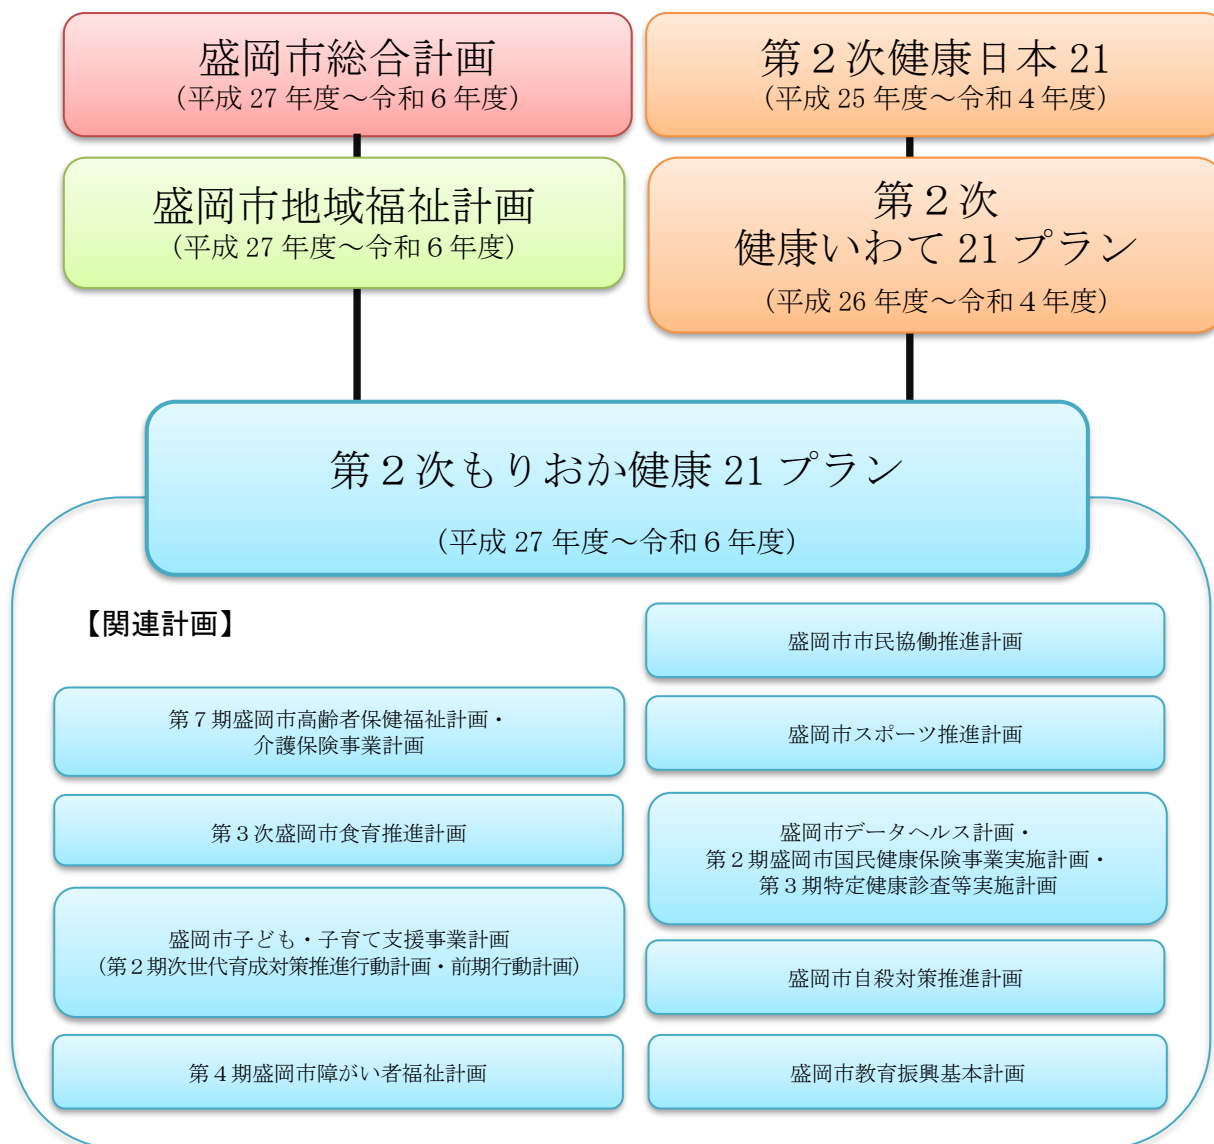 盛岡市総合計画
（平成 27 年度～令和６年度）
第２次健康日本 21
（平成 25 年度～令和４年度）
盛岡市地域福祉計画
（平成 27 年度～令和６年度）
第２次
健康いわて 21 プラン
（平成 26 年度～令和４年度）
第２次もりおか健康 21 プラン
（平成 27 年度～令和６年度）
【関連計画】
第７期盛岡市高齢者保健福祉計画・
介護保険事業計画
第３次盛岡市食育推進計画
盛岡市子ども・子育て支援事業計画
（第２期次世代育成対策推進行動計画・前期行動計画）
第４期盛岡市障がい者福祉計画
盛岡市市民協働推進計画
盛岡市スポーツ推進計画
盛岡市データヘルス計画・
第２期盛岡市国民健康保険事業実施計画・
第３期特定健康診査等実施計画
盛岡市自殺対策推進計画
盛岡市教育振興基本計画